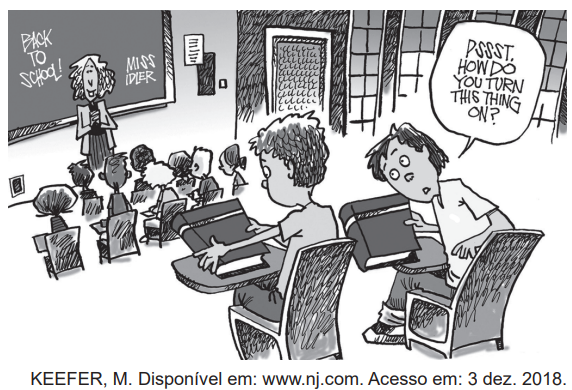 BACK
TO
SCHOOL!
MISS
IDLER
PSSST.
HOW DO
YOU TURN
THIS THING
ON?
KEEFER, M. Disponível em: www.nj.com. Acesso em: 3 dez. 2018.